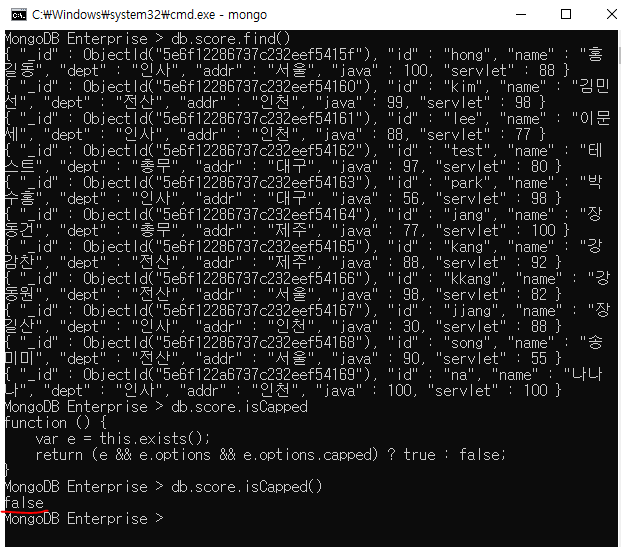 C:₩Windows₩system32₩cmd.exe - mongo
MongoDB Enterprise > db.score.find()
{ "_id" : ObjectId("5e6f12286737c232eef5415f"), "id" : "hong", "name" : "홍
길동", "dept" : "인사", "addr" : "서울", "java" : 100, "servlet" : 88 }
{ "_id" : ObjectId("5e6f12286737c232eef54160"), "id" : "kim", "name" : "김민
선", "dept" : "전산", "addr" : "인천", "java" : 99, "servlet" : 98 }
{ "_id" : ObjectId("5e6f12286737c232eef54161"), "id" : "lee", "name" : "이문
세", "dept" : "인사", "addr" : "인천", "java" : 88, "servlet" : 77 }
{ "_id" : ObjectId("5e6f12286737c232eef54162"), "id" : "test", "name" : "테
스트", "dept" : "총무", "addr" : "대구", "java" : 97, "servlet" : 80 }
{ "_id" : ObjectId("5e6f12286737c232eef54163"), "id" : "park", "name" : "박
수홍", "dept" : "인사", "addr" : "대구", "java" : 56, "servlet" : 98 }
{ "_id" : ObjectId("5e6f12286737c232eef54164"), "id" : "jang", "name" : "장
동건", "dept" : "총무", "addr" : "제주", "java" : 77, "servlet" : 100 }
{ "_id" : ObjectId("5e6f12286737c232eef54165"), "id" : "kang", "name" : "강
감찬", "dept" : "전산", "addr" : "제주", "java" : 88, "servlet" : 92 }
{ "_id" : ObjectId("5e6f12286737c232eef54166"), "id" : "kkang", "name" : "강
동원", "dept" : "전산", "addr" : "서울", "java" : 98, "servlet" : 82 }
{ "_id" : ObjectId("5e6f12286737c232eef54167"), "id" : "jjang", "name" : "장
길산", "dept" : "인사", "addr" : "인천", "java" : 30, "servlet" : 88 }
{ "_id" : ObjectId("5e6f12286737c232eef54168"), "id" : "song", "name" : "송
미미", "dept" : "전산", "addr" : "서울", "java" : 90, "servlet" : 55 }
{ "_id" : ObjectId("5e6f122a6737c232eef54169"), "id" : "na", "name" : "나나
나", "dept" : "인사", "addr" : "인천", "java" : 100, "servlet" : 100 }
MongoDB Enterprise > db.score.isCapped
function () {
    var e = this.exists();
    return (e && e.options && e.options.capped) ? true : false;
}
MongoDB Enterprise > db.score.isCapped()
false
MongoDB Enterprise >